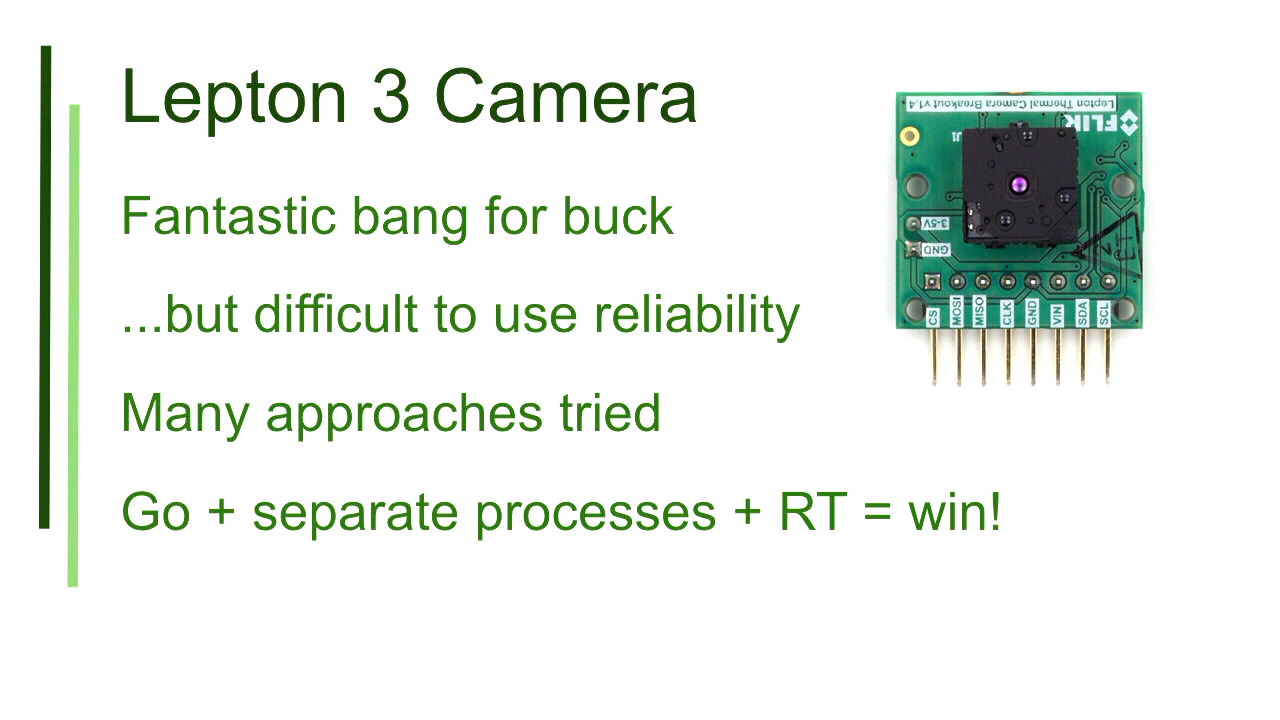 Lepton 3 Camera
Fantastic bang for buck
...but difficult to use reliability
Many approaches tried
Go + separate processes + RT = win!
Lepton Thermal Camera Breakout v1.4
FLIR
J1
3-5V
GND
CS MOSI MISO CLK GND VIN SDA SCL